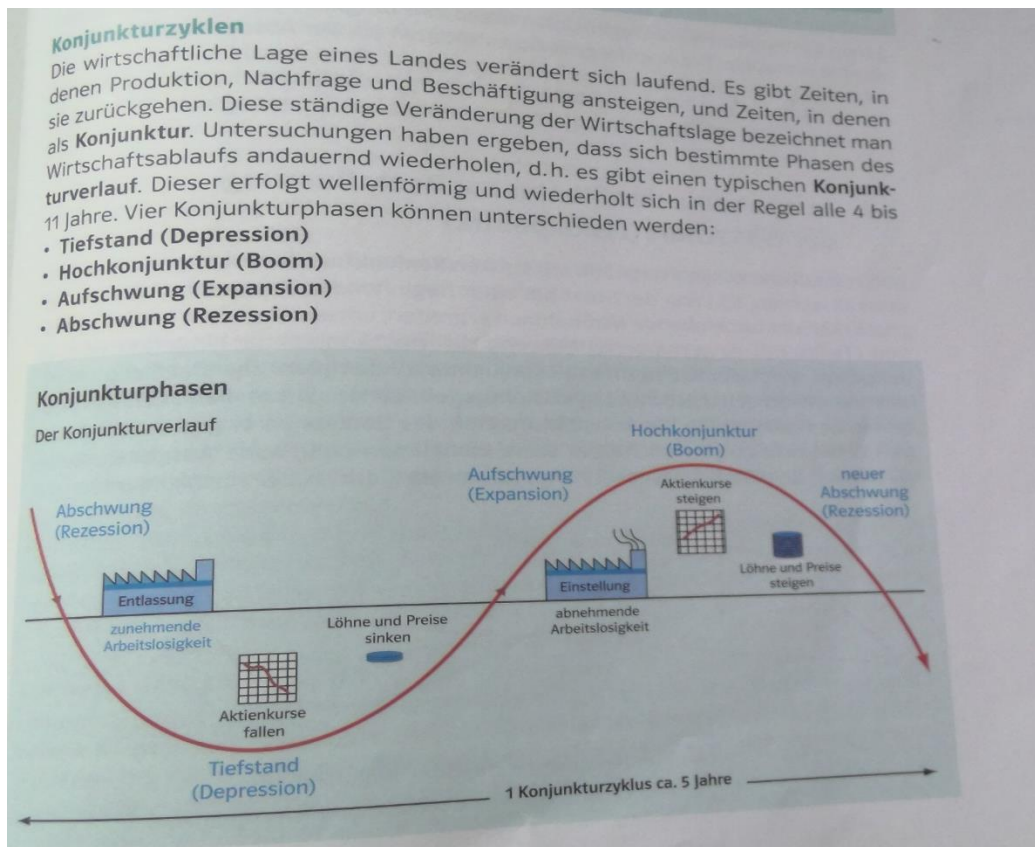 Konjunkturzyklen
Die wirtschaftliche Lage eines Landes verändert sich laufend. Es gibt Zeiten, in
denen Produktion, Nachfrage und Beschäftigung ansteigen, und Zeiten, in denen
sie zurückgehen. Diese ständige Veränderung der Wirtschaftslage bezeichnet man
als Konjunktur. Untersuchungen haben ergeben, dass sich bestimmte Phasen des
Wirtschaftsablaufs andauernd wiederholen, d.h. es gibt einen typischen Konjunk-
turverlauf. Dieser erfolgt wellenförmig und wiederholt sich in der Regel alle 4 bis
11 Jahre. Vier Konjunkturphasen können unterschieden werden:
• Tiefstand (Depression)
• Hochkonjunktur (Boom)
• Aufschwung (Expansion)
• Abschwung (Rezession)
Konjunkturphasen
Der Konjunkturverlauf
Abschwung
(Rezession)
Entlassung
zunehmende
Arbeitslosigkeit
Aktienkurse
fallen
Tiefstand
(Depression)
Löhne und Preise
sinken
Aufschwung
(Expansion)
Einstellung
abnehmende
Arbeitslosigkeit
Hochkonjunktur
(Boom)
Aktienkurse
steigen
Löhne und Preise
steigen
neuer
Abschwung
(Rezession)
1 Konjunkturzyklus ca. 5 Jahre